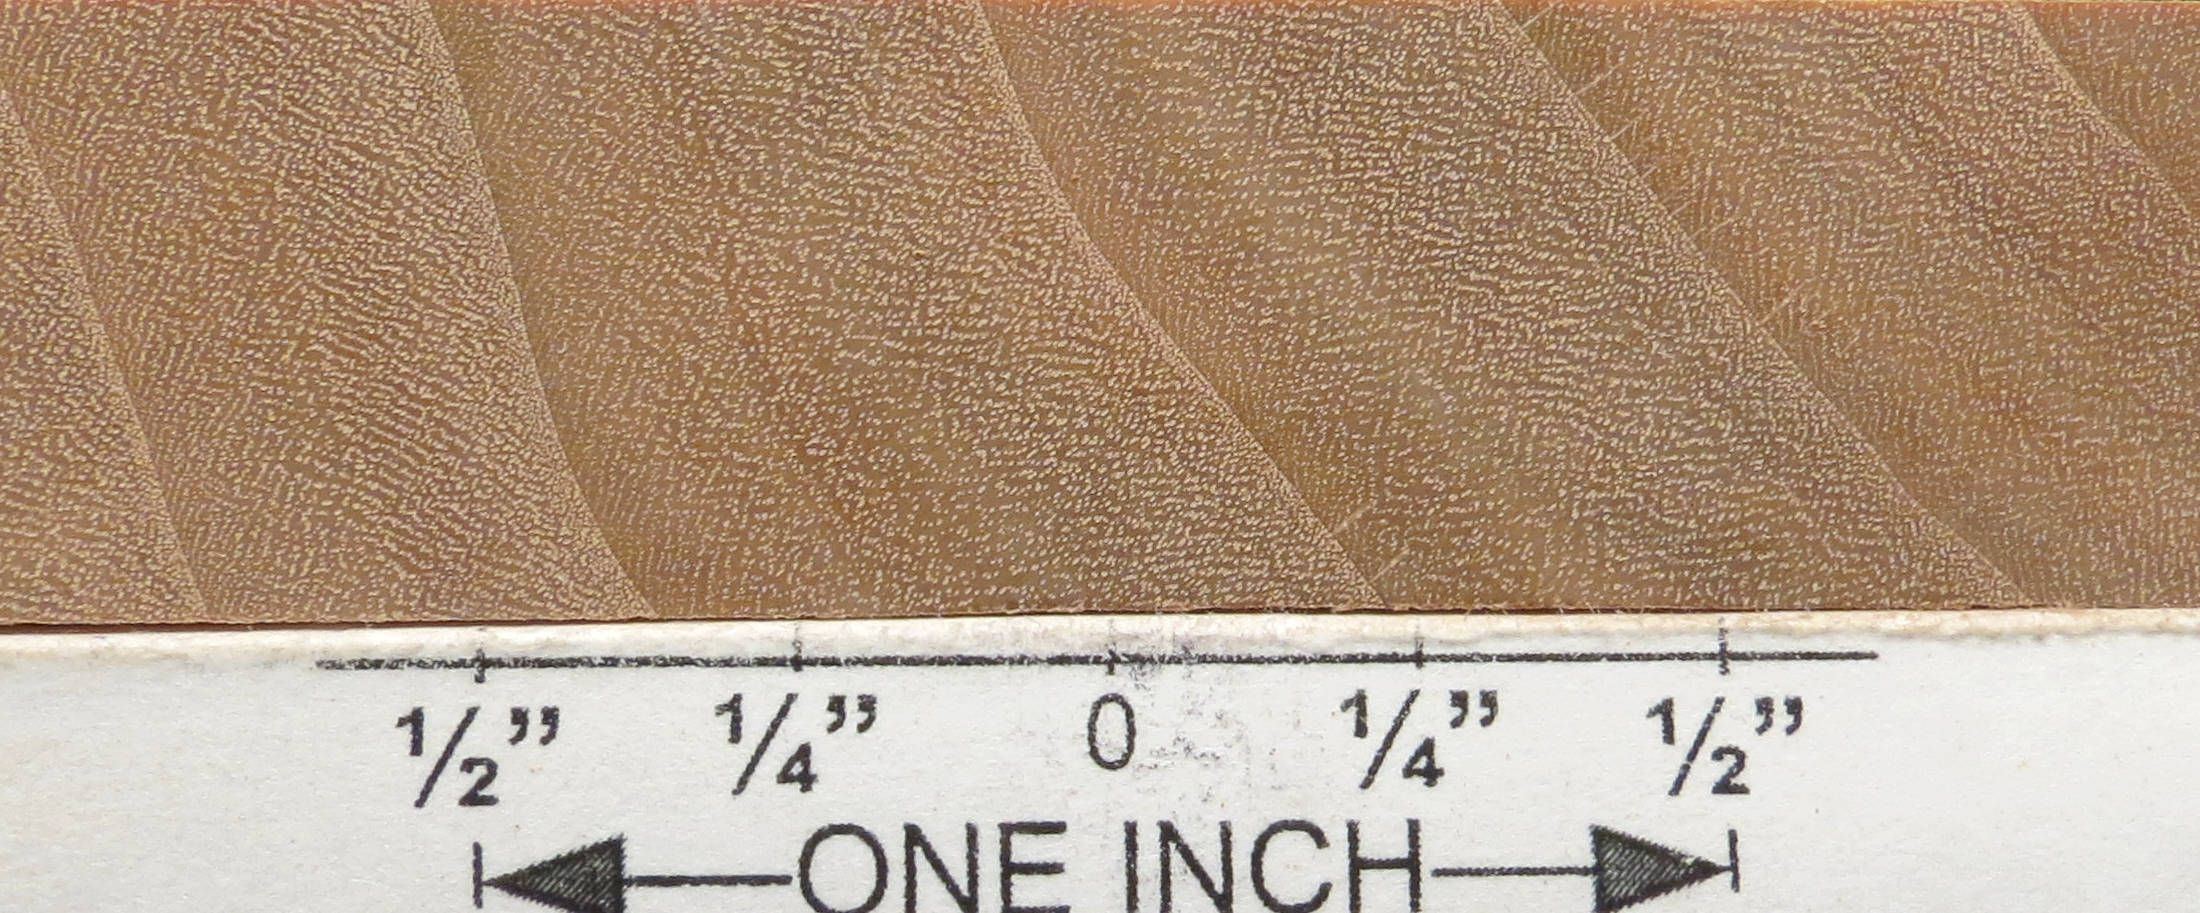 1/2” 1/4” 0 1/4” 1/2”
ONE INCH